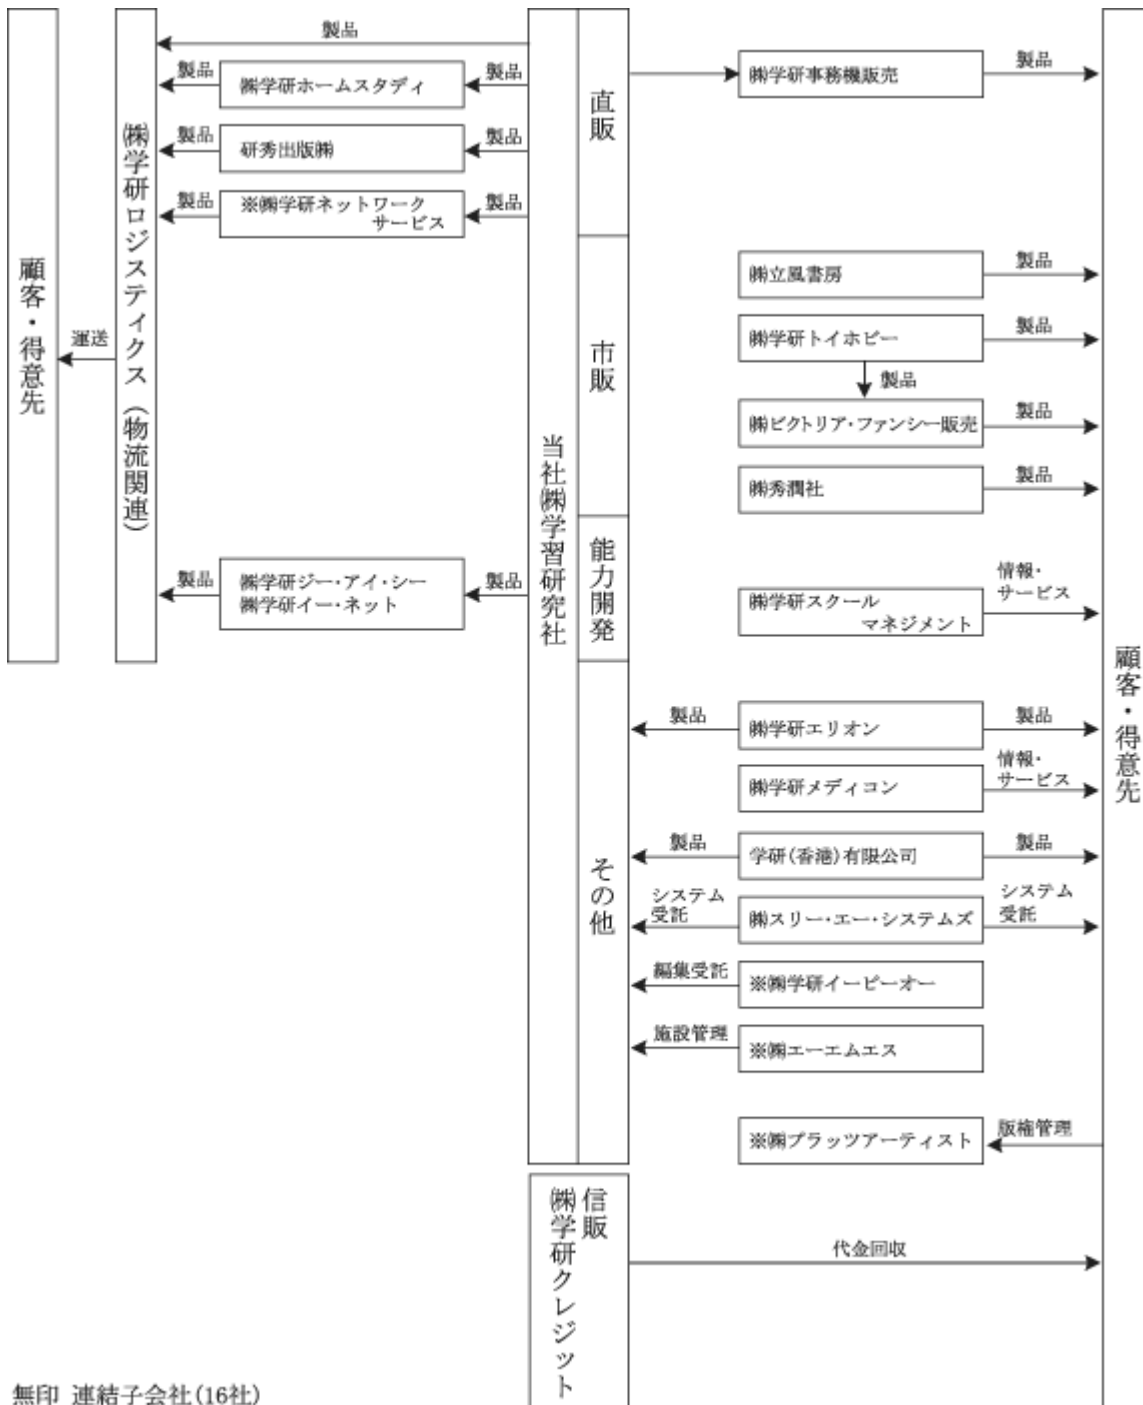 顧客・得意先
運送
㈱学研ロジスティクス（物流関連）
製品
製品
㈱学研ホームスタディ
製品
製品
研秀出版㈱
製品
製品
※㈱学研ネットワーク
サービス
製品
製品
㈱学研ジー・アイ・シー
㈱学研イー・ネット
製品
当社㈱学習研究社
直販
市販
能力開発
その他
㈱学研事務機販売
製品
㈱立風書房
製品
㈱学研トイホビー
製品
製品
㈱ビクトリア・ファンシー販売
製品
㈱秀潤社
製品
㈱学研スクール
マネジメント
情報・
サービス
製品
㈱学研エリオン
製品
㈱学研メディコン
情報・
サービス
製品
学研(香港)有限公司
製品
システム
受託
㈱スリー・エー・システムズ
システム
受託
編集受託
※㈱学研イーピーオー
施設管理
※㈱エーエムエス
※㈱プラッツアーティスト
版権管理
顧客・得意先
信販
㈱学研クレジット
代金回収
無印 連結子会社(16社)